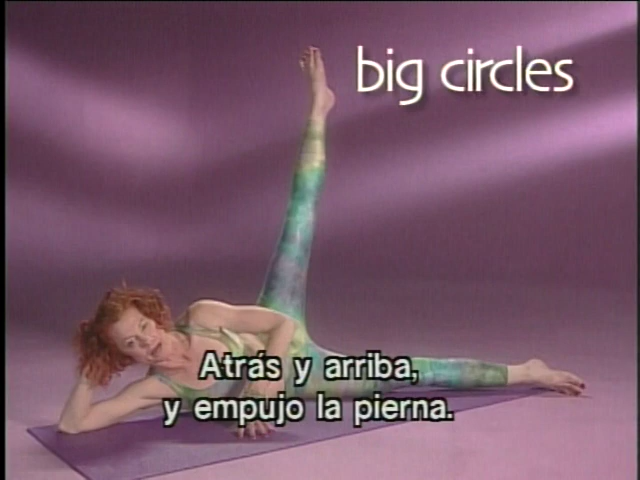 big circles
Atrás y arriba,
y empujo la pierna.